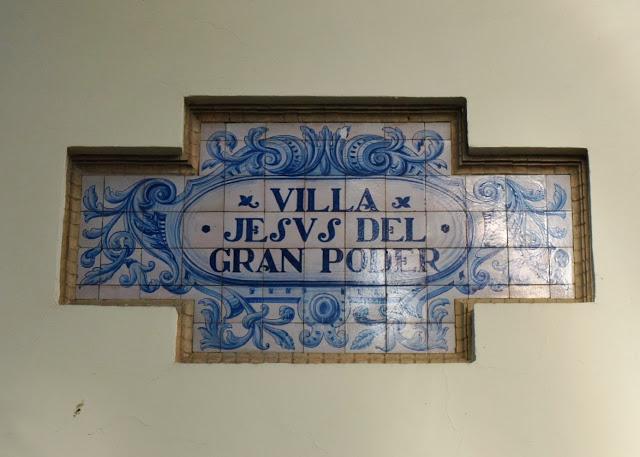 VILLA
JESVS DEL
GRAN PODER